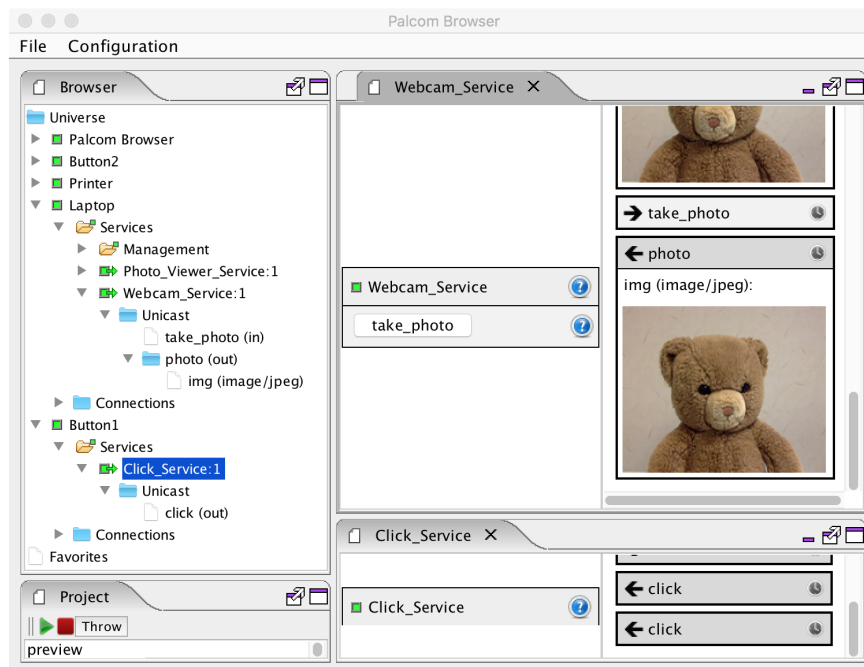 Palcom Browser
File Configuration
Browser
Universe
Palcom Browser
Button2
Printer
Laptop
Services
Management
Photo_Viewer_Service:1
Webcam_Service:1
Unicast
take_photo (in)
photo (out)
img (image/jpeg)
Connections
Button1
Services
Click_Service:1
Unicast
click (out)
Connections
Favorites
Project
Throw
preview
Webcam_Service
Webcam_Service
take_photo
take_photo
photo
img (image/jpeg):
Click_Service
Click_Service
click
click